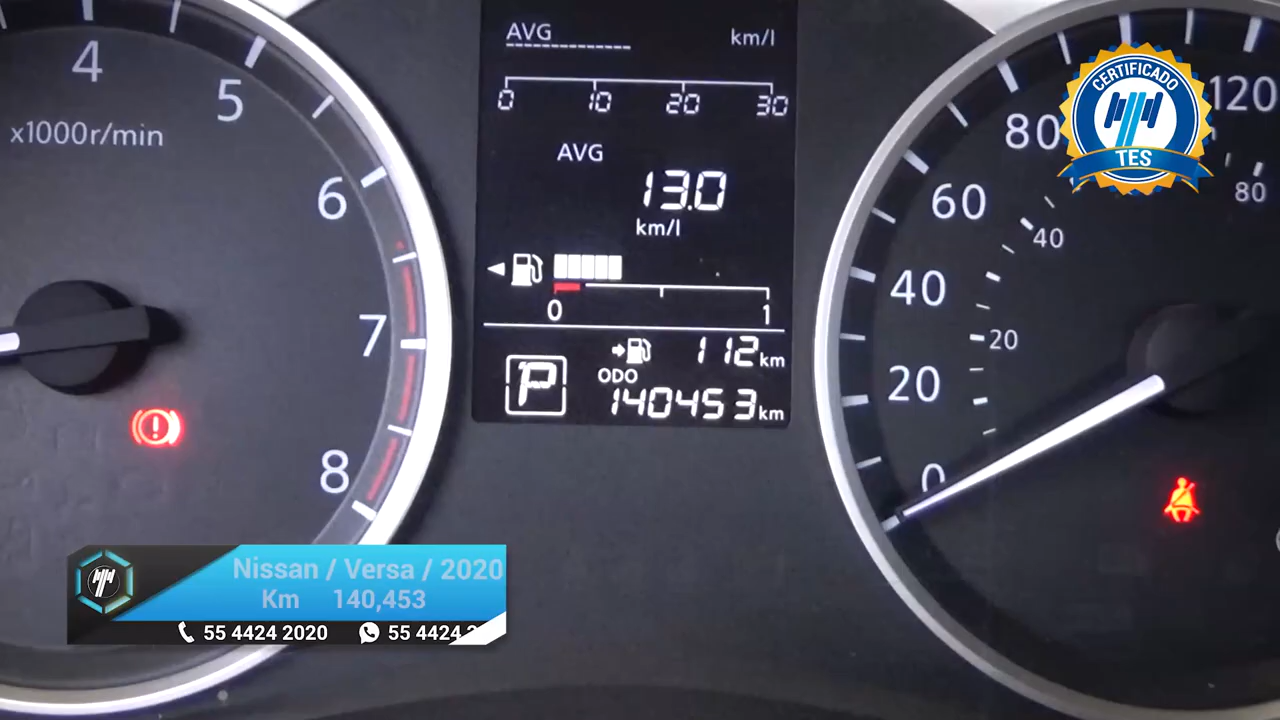 4
5
x1000r/min
6
7
8
AVG
km/l
0 10 20 30
AVG
13.0
km/l
0 1
112 km
ODO
P
140453 km
0
20
40
60
80
120
20
40
80
CERTIFICADO
TES
Nissan / Versa / 2020
Km 140,453
55 4424 2020 55 4424